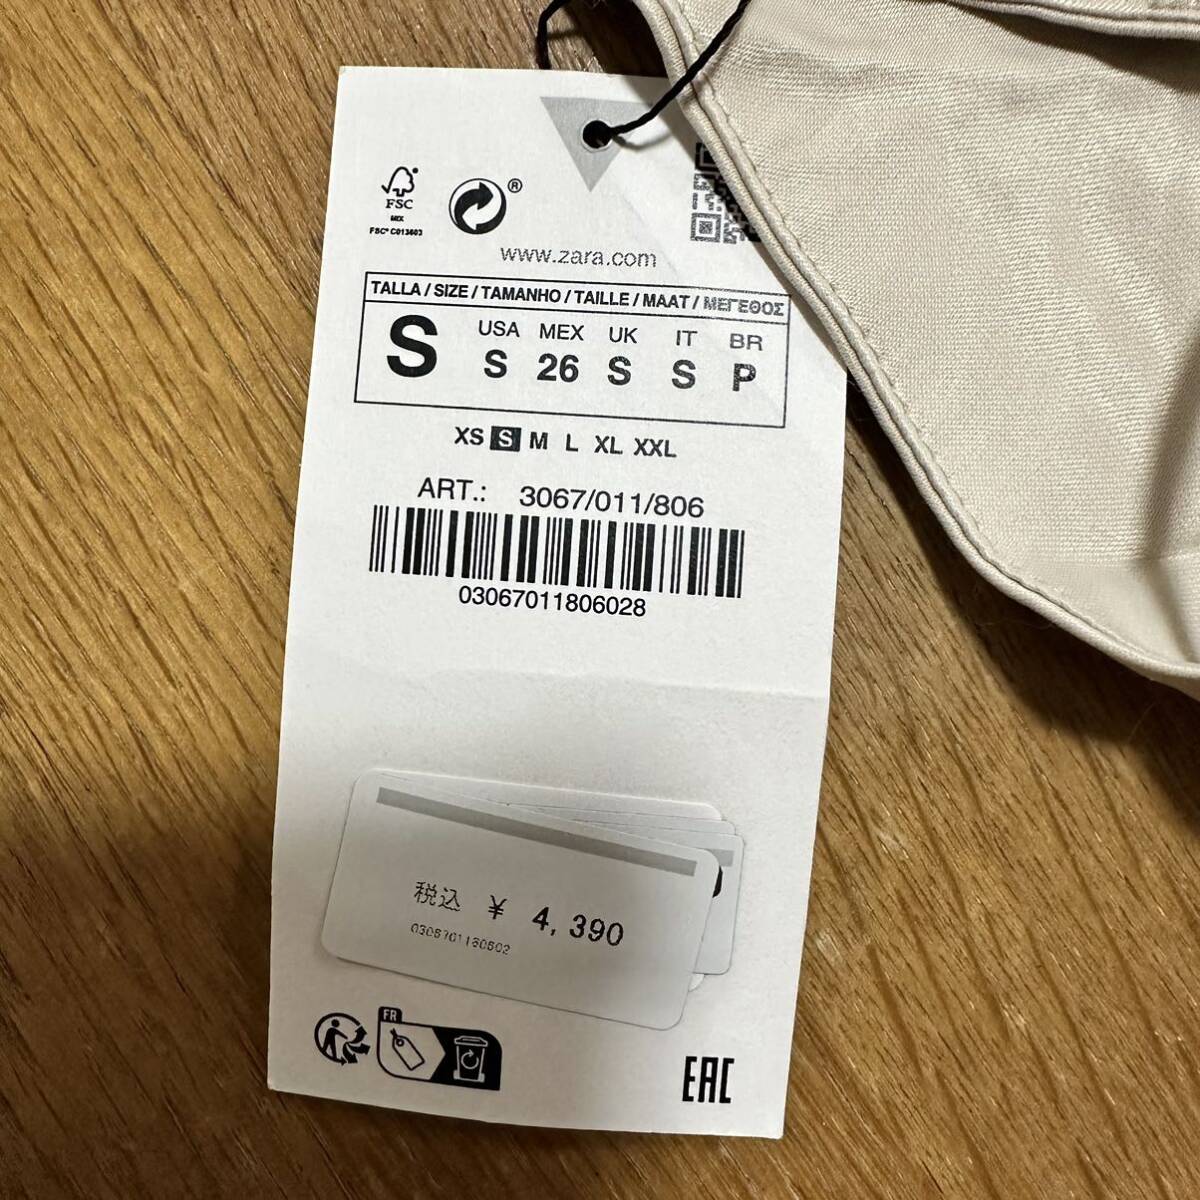 FSC
MIX
FSC® C013603
®
www.zara.com
TALLA / SIZE / TAMANHO / TAILLE / MAAT / ΜΕΓΕΘΟΣ
S
USA MEX UK IT BR
S 26 S S P
XS S M L XL XXL
ART.: 3067/011/806
03067011806028
税込 ¥ 4,390
FR
EAC